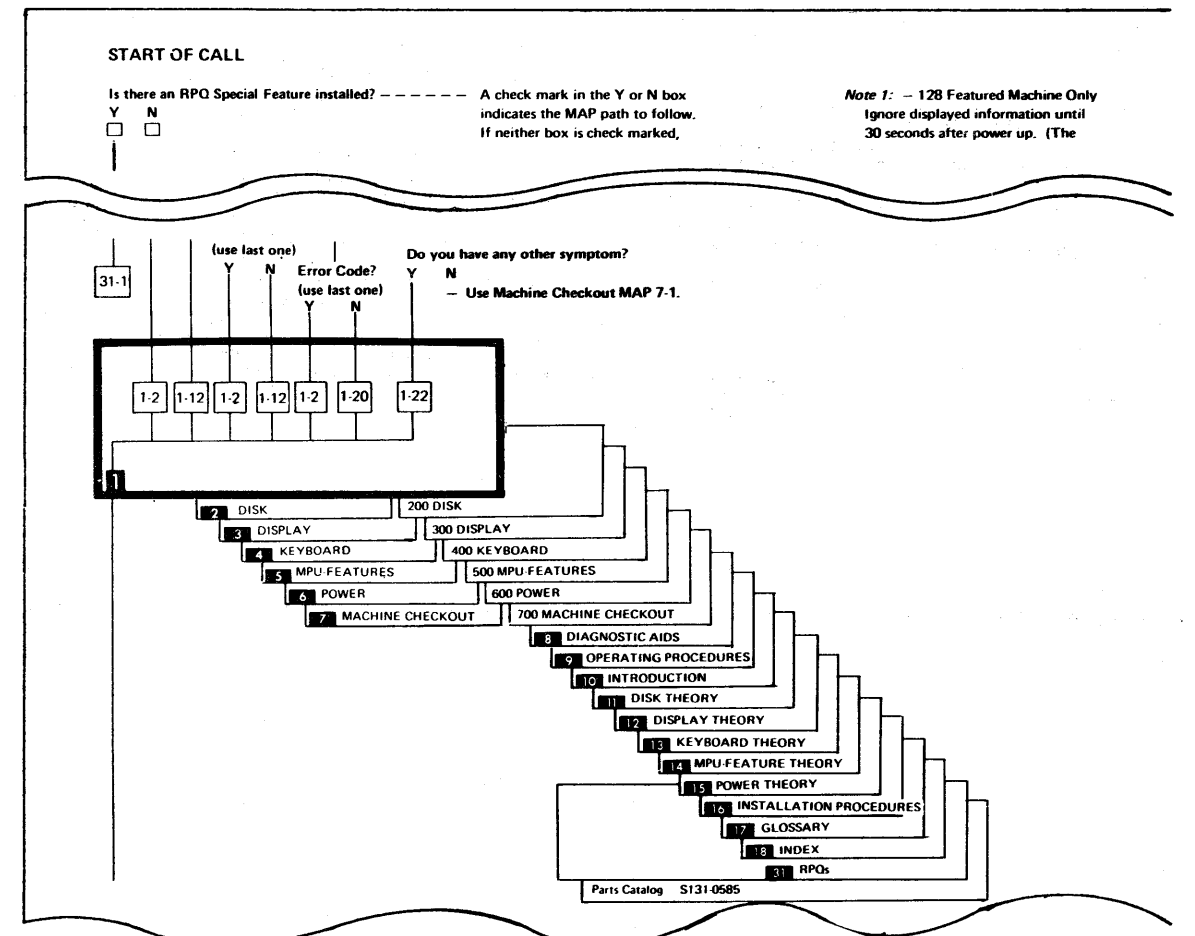 START OF CALL
Is there an RPQ Special Feature installed? – – – – – – A check mark in the Y or N box
Y N
indicates the MAP path to follow.
If neither box is check marked,
Note 1: – 128 Featured Machine Only
Ignore displayed information until
30 seconds after power up. (The
31-1
(use last one)
Y N
Error Code?
(use last one)
Y N
Do you have any other symptom?
Y N
– Use Machine Checkout MAP 7-1.
1-2 1-12 1-2 1-12 1-2 1-20 1-22
1
2 DISK 200 DISK
3 DISPLAY 300 DISPLAY
4 KEYBOARD 400 KEYBOARD
5 MPU-FEATURES 500 MPU-FEATURES
6 POWER 600 POWER
7 MACHINE CHECKOUT 700 MACHINE CHECKOUT
8 DIAGNOSTIC AIDS
9 OPERATING PROCEDURES
10 INTRODUCTION
11 DISK THEORY
12 DISPLAY THEORY
13 KEYBOARD THEORY
14 MPU-FEATURE THEORY
15 POWER THEORY
16 INSTALLATION PROCEDURES
17 GLOSSARY
18 INDEX
31 RPQs
Parts Catalog S131-0585